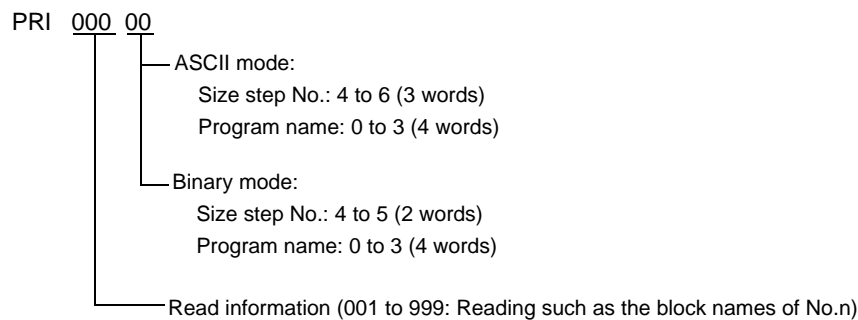 PRI 000 00
ASCII mode:
Size step No.: 4 to 6 (3 words)
Program name: 0 to 3 (4 words)
Binary mode:
Size step No.: 4 to 5 (2 words)
Program name: 0 to 3 (4 words)
Read information (001 to 999: Reading such as the block names of No.n)